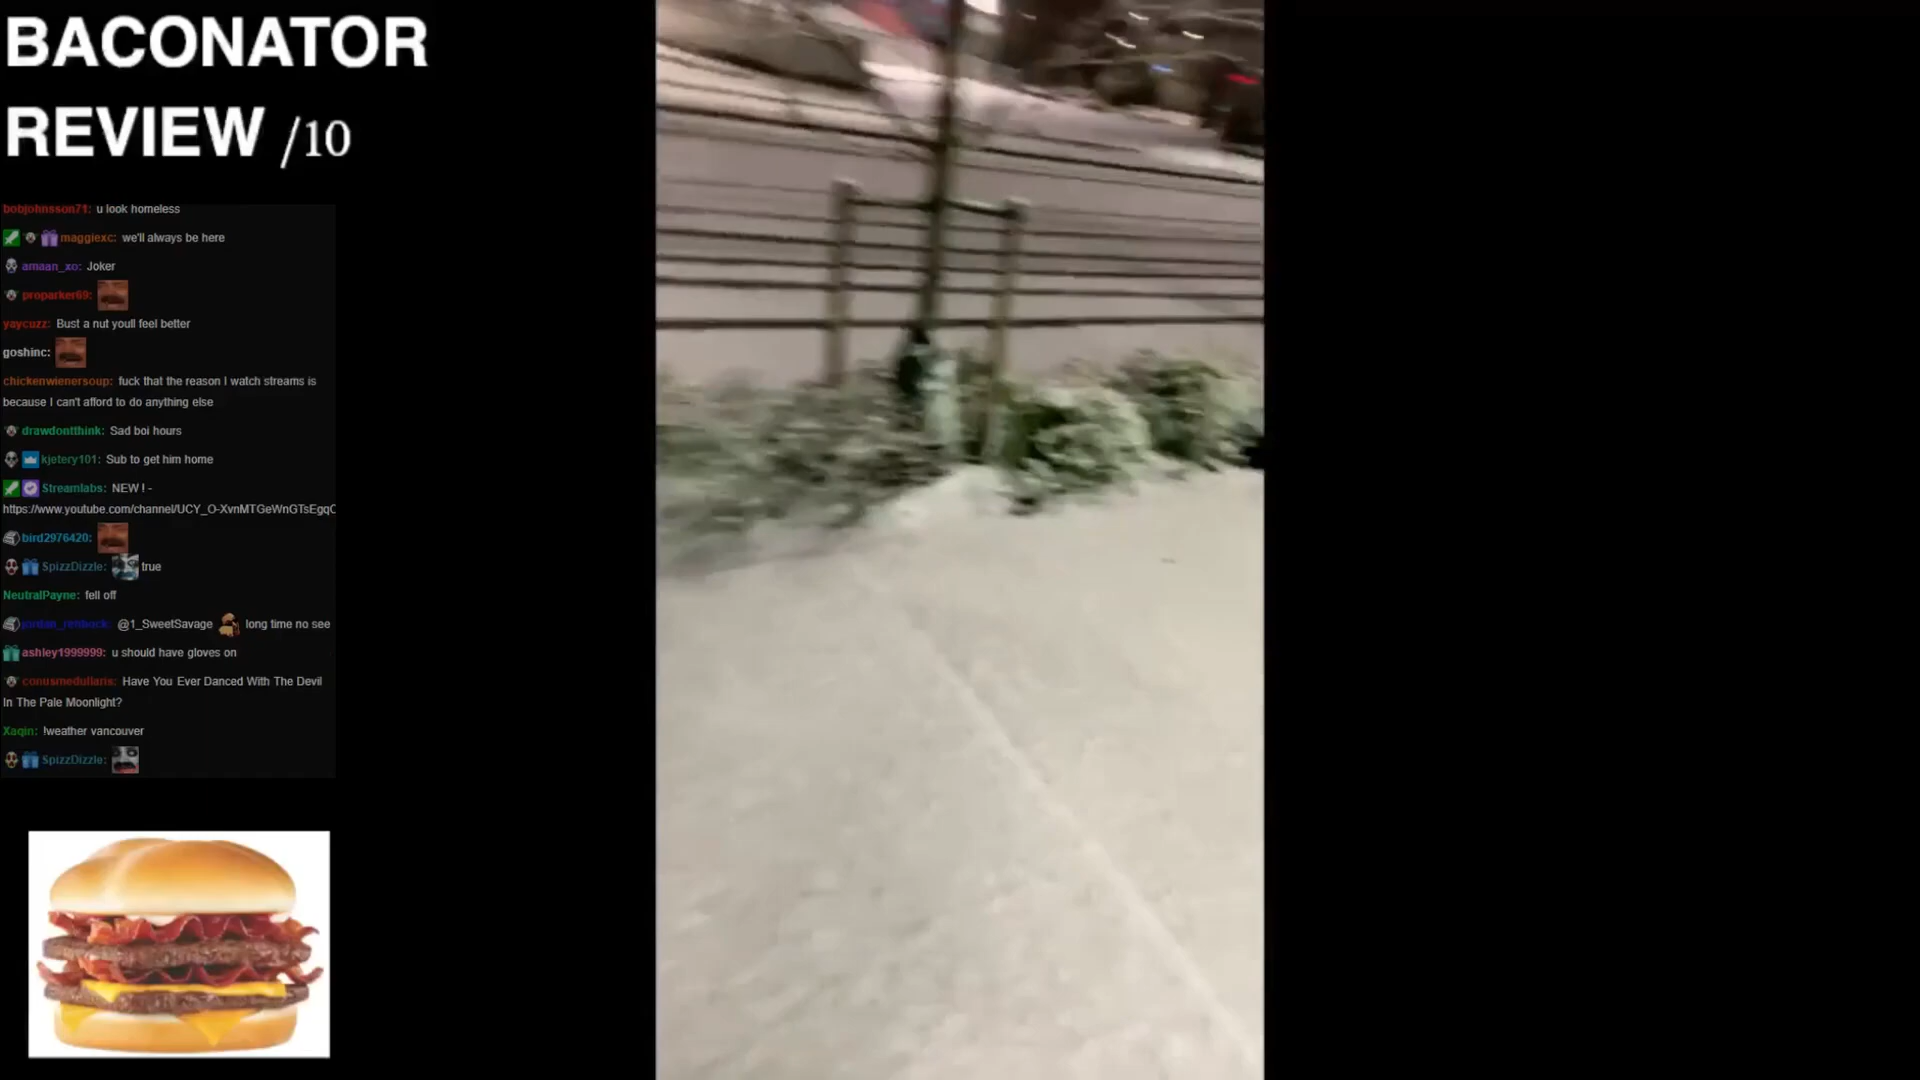 BACONATOR
REVIEW /10
bobjohnsson71: u look homeless
maggiexc: we'll always be here
amaan_xo: Joker
proparker69:
yaycuzz: Bust a nut youll feel better
goshinc:
chickenwienersoup: fuck that the reason I watch streams is
because I can't afford to do anything else
drawdontthink: Sad boi hours
kjetery101: Sub to get him home
Streamlabs: NEW ! -
https://www.youtube.com/channel/UCY_O-XvnMTGeWnGTsEgqC
bird2976420:
SpizzDizzle: true
NeutralPayne: fell off
@1_SweetSavage long time no see
ashley1999999: u should have gloves on
conusmedullaris: Have You Ever Danced With The Devil
In The Pale Moonlight?
Xaqin: !weather vancouver
SpizzDizzle: